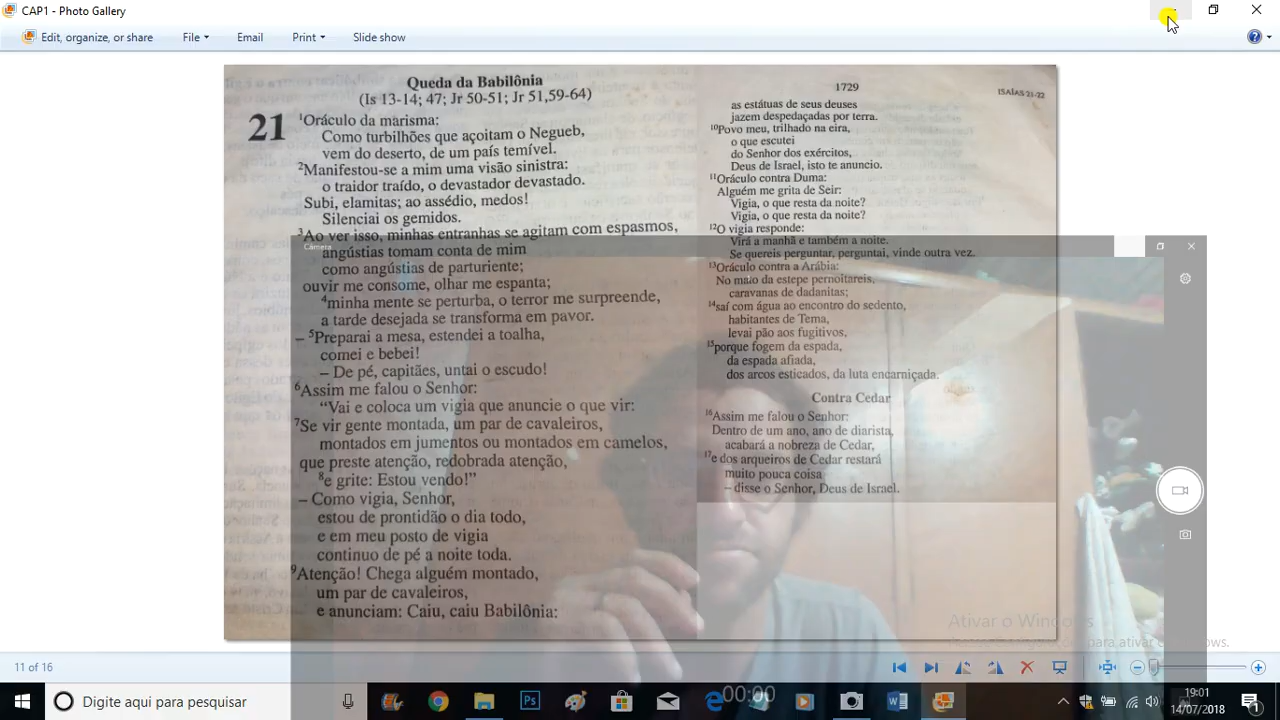 CAP1 - Photo Gallery
Edit, organize, or share
File
Email
Print
Slide show
Queda da Babilônia
(Is 13-14; 47; Jr 50-51; Jr 51,59-64)
21 ¹Oráculo da marisma:
Como turbilhões que açoitam o Negueb,
vem do deserto, de um país temível.
²Manifestou-se a mim uma visão sinistra:
o traidor traído, o devastador devastado.
Subi, elamitas; ao assédio, medos!
Silenciai os gemidos.
³Ao ver isso, minhas entranhas se agitam com espasmos,
angústias tomam conta de mim
como angústias de parturiente;
ouvir me consome, olhar me espanta;
⁴minha mente se perturba, o terror me surpreende,
a tarde desejada se transforma em pavor.
– ⁵Preparai a mesa, estendei a toalha,
comei e bebei!
– De pé, capitães, untai o escudo!
⁶Assim me falou o Senhor:
“Vai e coloca um vigia que anuncie o que vir:
⁷Se vir gente montada, um par de cavaleiros,
montados em jumentos ou montados em camelos,
que preste atenção, redobrada atenção,
⁸e grite: Estou vendo!”
– Como vigia, Senhor,
estou de prontidão o dia todo,
e em meu posto de vigia
continuo de pé a noite toda.
⁹Atenção! Chega alguém montado,
um par de cavaleiros,
e anunciam: Caiu, caiu Babilônia:
1729
ISAÍAS 21-22
as estátuas de seus deuses
jazem despedaçadas por terra.
¹⁰Povo meu, trilhado na eira,
o que escutei
do Senhor dos exércitos,
Deus de Israel, isto te anuncio.
¹¹Oráculo contra Duma:
Alguém me grita de Seir:
Vigia, o que resta da noite?
Vigia, o que resta da noite?
¹²O vigia responde:
Virá a manhã e também a noite.
Se quereis perguntar, perguntai, vinde outra vez.
¹³Oráculo contra a Arábia:
No maio da estepe pernoitareis,
caravanas de dadanitas;
¹⁴saí com água ao encontro do sedento,
habitantes de Tema,
levai pão aos fugitivos,
¹⁵porque fogem da espada,
da espada afiada,
dos arcos esticados, da luta encarniçada.
Contra Cedar
¹⁶Assim me falou o Senhor:
Dentro de um ano, ano de diarista,
acabará a nobreza de Cedar,
¹⁷e dos arqueiros de Cedar restará
muito pouca coisa
– disse o Senhor, Deus de Israel.
Câmera
Ativar o Windows
Acesse Configurações para ativar o Windows.
11 of 16
00:00
Digite aqui para pesquisar
19:01
14/07/2018